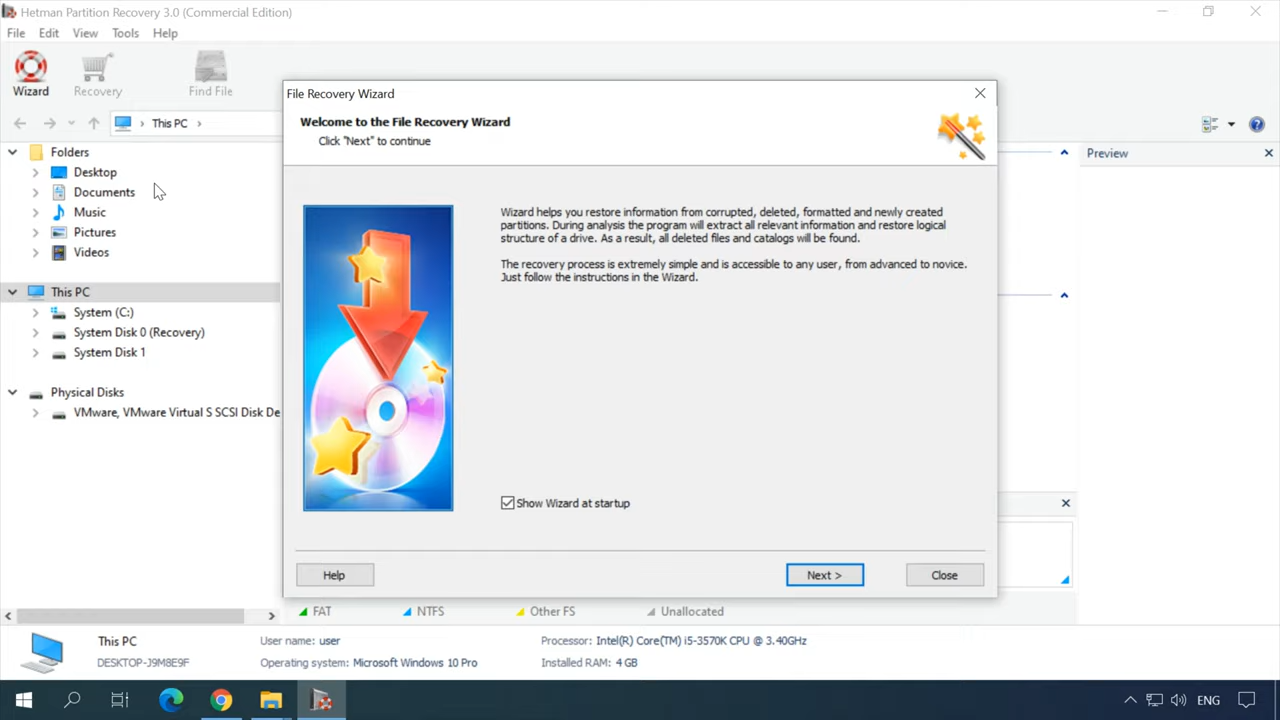 Hetman Partition Recovery 3.0 (Commercial Edition)
File Edit View Tools Help
Wizard Recovery Find File
This PC
Folders
Desktop
Documents
Music
Pictures
Videos
This PC
System (C:)
System Disk 0 (Recovery)
System Disk 1
Physical Disks
VMware, VMware Virtual S SCSI Disk De
File Recovery Wizard
Welcome to the File Recovery Wizard
Click "Next" to continue
Wizard helps you restore information from corrupted, deleted, formatted and newly created
partitions. During analysis the program will extract all relevant information and restore logical
structure of a drive. As a result, all deleted files and catalogs will be found.
The recovery process is extremely simple and is accessible to any user, from advanced to novice.
Just follow the instructions in the Wizard.
Show Wizard at startup
Help Next > Close
Preview
FAT NTFS Other FS Unallocated
This PC User name: user Processor: Intel(R) Core(TM) i5-3570K CPU @ 3.40GHz
DESKTOP-J9M8E9F Operating system: Microsoft Windows 10 Pro Installed RAM: 4 GB
ENG